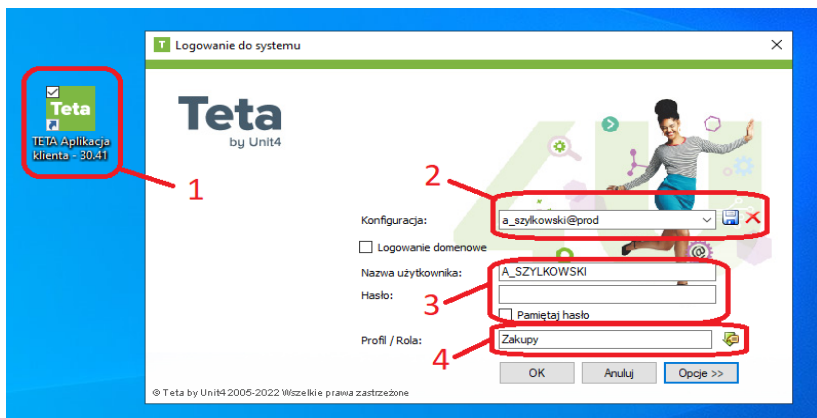 Logowanie do systemu
Teta
TETA Aplikacja
klienta - 30.41
1
Teta
by Unit4
2
Konfiguracja: a_szylkowski@prod
Logowanie domenowe
Nazwa użytkownika: A_SZYLKOWSKI
Hasło:
3
Pamiętaj hasło
Profil / Rola: Zakupy
4
OK Anuluj Opcje >>
© Teta by Unit4 2005-2022 Wszelkie prawa zastrzeżone